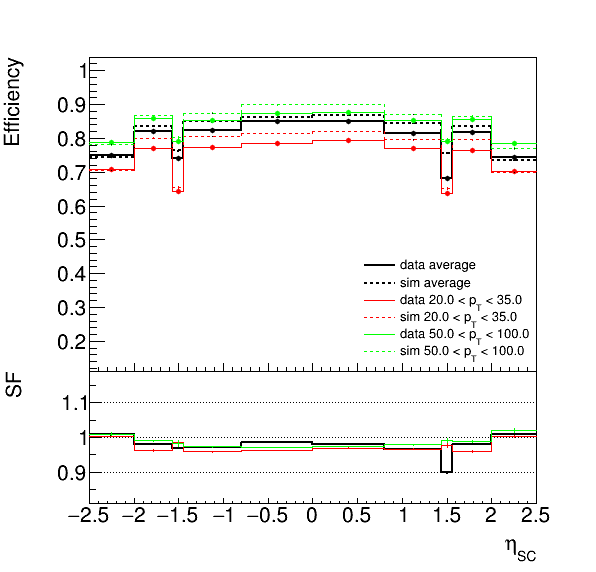 Efficiency
1
0.9
0.8
0.7
0.6
0.5
0.4
0.3
0.2
data average
sim average
data 20.0 < p_T < 35.0
sim 20.0 < p_T < 35.0
data 50.0 < p_T < 100.0
sim 50.0 < p_T < 100.0
SF
1.1
1
0.9
−2.5 −2 −1.5 −1 −0.5 0 0.5 1 1.5 2 2.5
η_SC